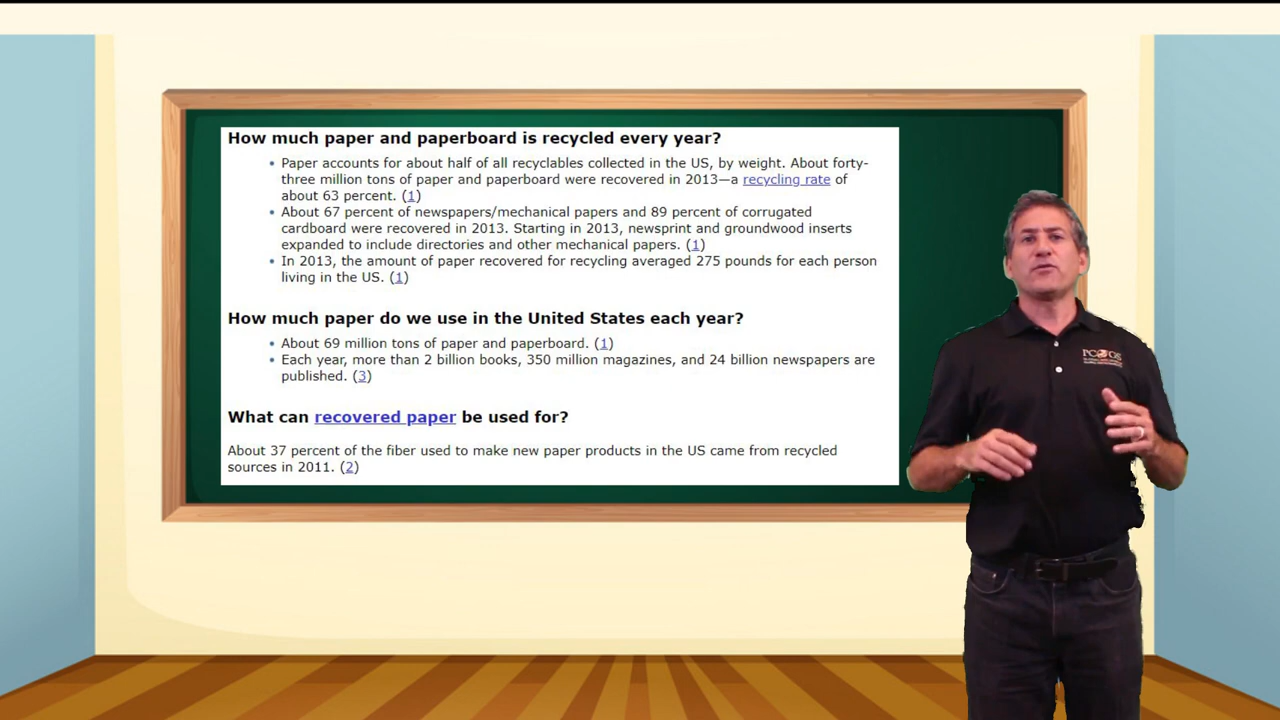 How much paper and paperboard is recycled every year?
• Paper accounts for about half of all recyclables collected in the US, by weight. About forty-
three million tons of paper and paperboard were recovered in 2013—a recycling rate of
about 63 percent. (1)
• About 67 percent of newspapers/mechanical papers and 89 percent of corrugated
cardboard were recovered in 2013. Starting in 2013, newsprint and groundwood inserts
expanded to include directories and other mechanical papers. (1)
• In 2013, the amount of paper recovered for recycling averaged 275 pounds for each person
living in the US. (1)
How much paper do we use in the United States each year?
• About 69 million tons of paper and paperboard. (1)
• Each year, more than 2 billion books, 350 million magazines, and 24 billion newspapers are
published. (3)
What can recovered paper be used for?
About 37 percent of the fiber used to make new paper products in the US came from recycled
sources in 2011. (2)